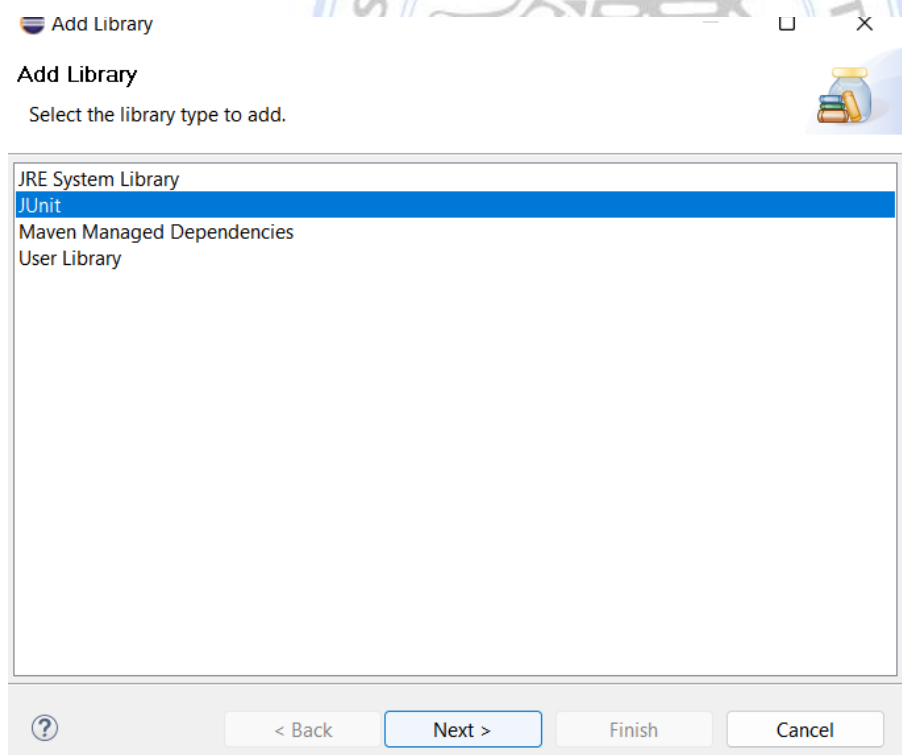 Add Library
Add Library
Select the library type to add.
JRE System Library
JUnit
Maven Managed Dependencies
User Library
?
< Back
Next >
Finish
Cancel